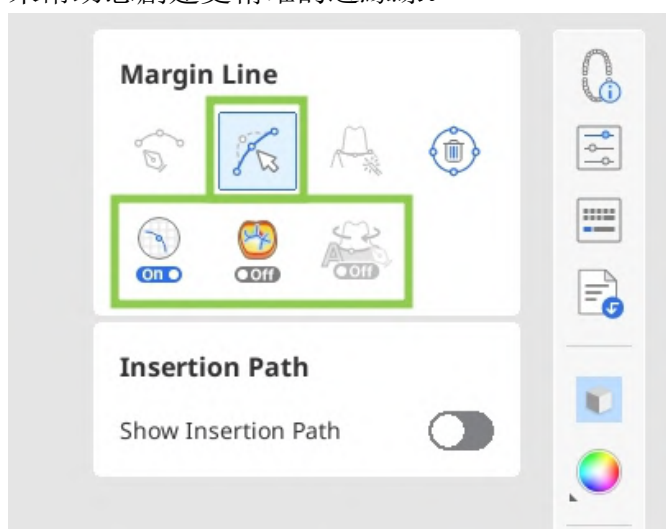 Margin Line
On
Off
A
Off
Insertion Path
Show Insertion Path